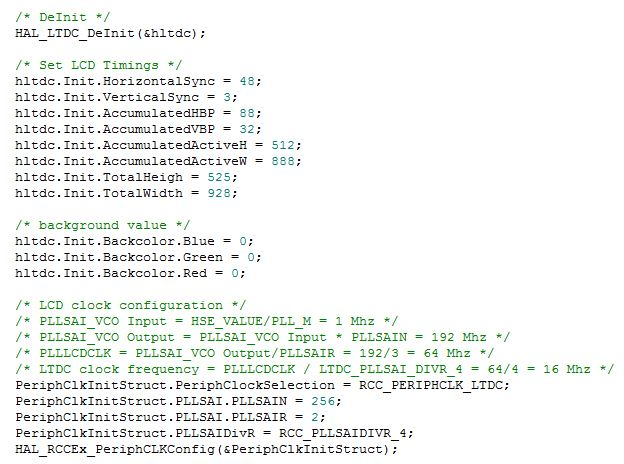 /* DeInit */
HAL_LTDC_DeInit(&hltdc);
/* Set LCD Timings */
hltdc.Init.HorizontalSync = 48;
hltdc.Init.VerticalSync = 3;
hltdc.Init.AccumulatedHBP = 88;
hltdc.Init.AccumulatedVBP = 32;
hltdc.Init.AccumulatedActiveH = 512;
hltdc.Init.AccumulatedActiveW = 888;
hltdc.Init.TotalHeigh = 525;
hltdc.Init.TotalWidth = 928;
/* background value */
hltdc.Init.Backcolor.Blue = 0;
hltdc.Init.Backcolor.Green = 0;
hltdc.Init.Backcolor.Red = 0;
/* LCD clock configuration */
/* PLLSAI_VCO Input = HSE_VALUE/PLL_M = 1 Mhz */
/* PLLSAI_VCO Output = PLLSAI_VCO Input * PLLSAIN = 192 Mhz */
/* PLLLCDCLK = PLLSAI_VCO Output/PLLSAIR = 192/3 = 64 Mhz */
/* LTDC clock frequency = PLLLCDCLK / LTDC_PLLSAI_DIVR_4 = 64/4 = 16 Mhz */
PeriphClkInitStruct.PeriphClockSelection = RCC_PERIPHCLK_LTDC;
PeriphClkInitStruct.PLLSAI.PLLSAIN = 256;
PeriphClkInitStruct.PLLSAI.PLLSAIR = 2;
PeriphClkInitStruct.PLLSAIDivR = RCC_PLLSAIDIVR_4;
HAL_RCCEx_PeriphCLKConfig(&PeriphClkInitStruct);